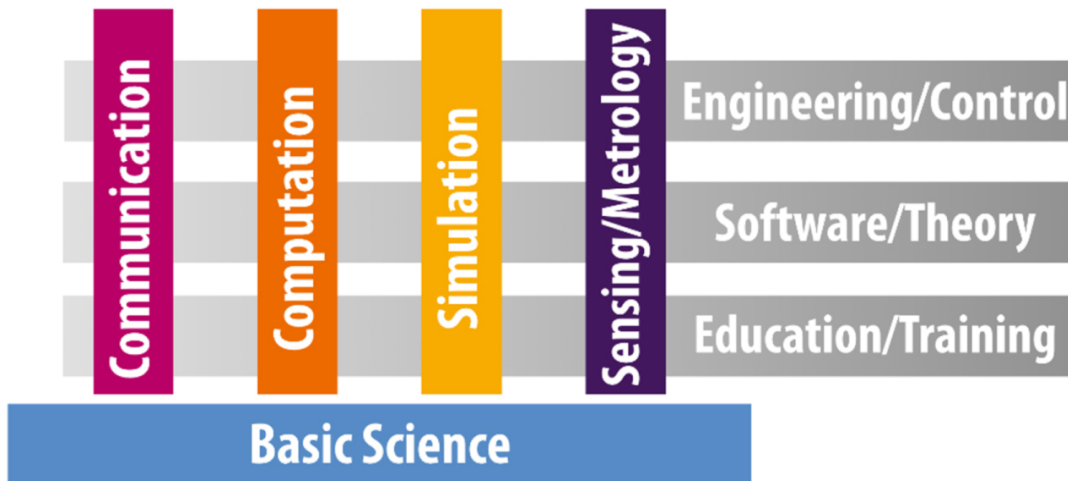 Communication
Computation
Simulation
Sensing/Metrology
Engineering/Control
Software/Theory
Education/Training
Basic Science